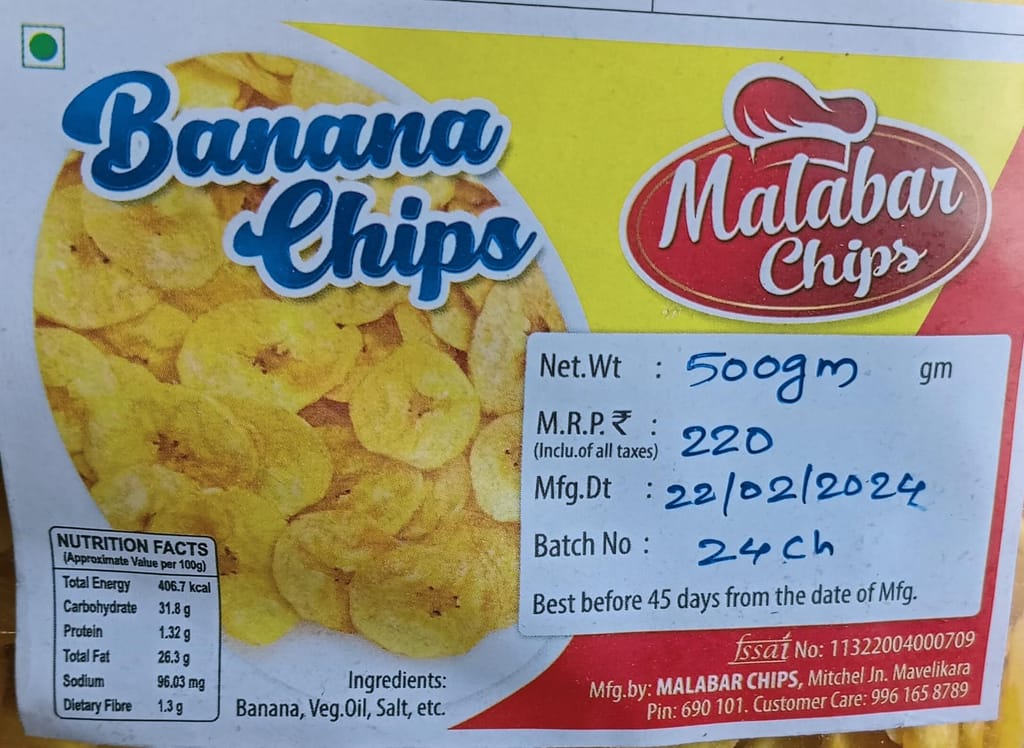 Banana
Chips
Malabar
Chips
Net.Wt : 500gm gm
M.R.P.₹ : 220
(Inclu.of all taxes)
Mfg.Dt : 22/02/2024
Batch No : 24 Ch
Best before 45 days from the date of Mfg.
NUTRITION FACTS
(Approximate Value per 100g)
Total Energy 406.7 kcal
Carbohydrate 31.8 g
Protein 1.32 g
Total Fat 26.3 g
Sodium 96.03 mg
Dietary Fibre 1.3 g
Ingredients:
Banana, Veg.Oil, Salt, etc.
fssai No: 11322004000709
Mfg.by: MALABAR CHIPS, Mitchel Jn. Mavelikara
Pin: 690 101. Customer Care: 996 165 8789